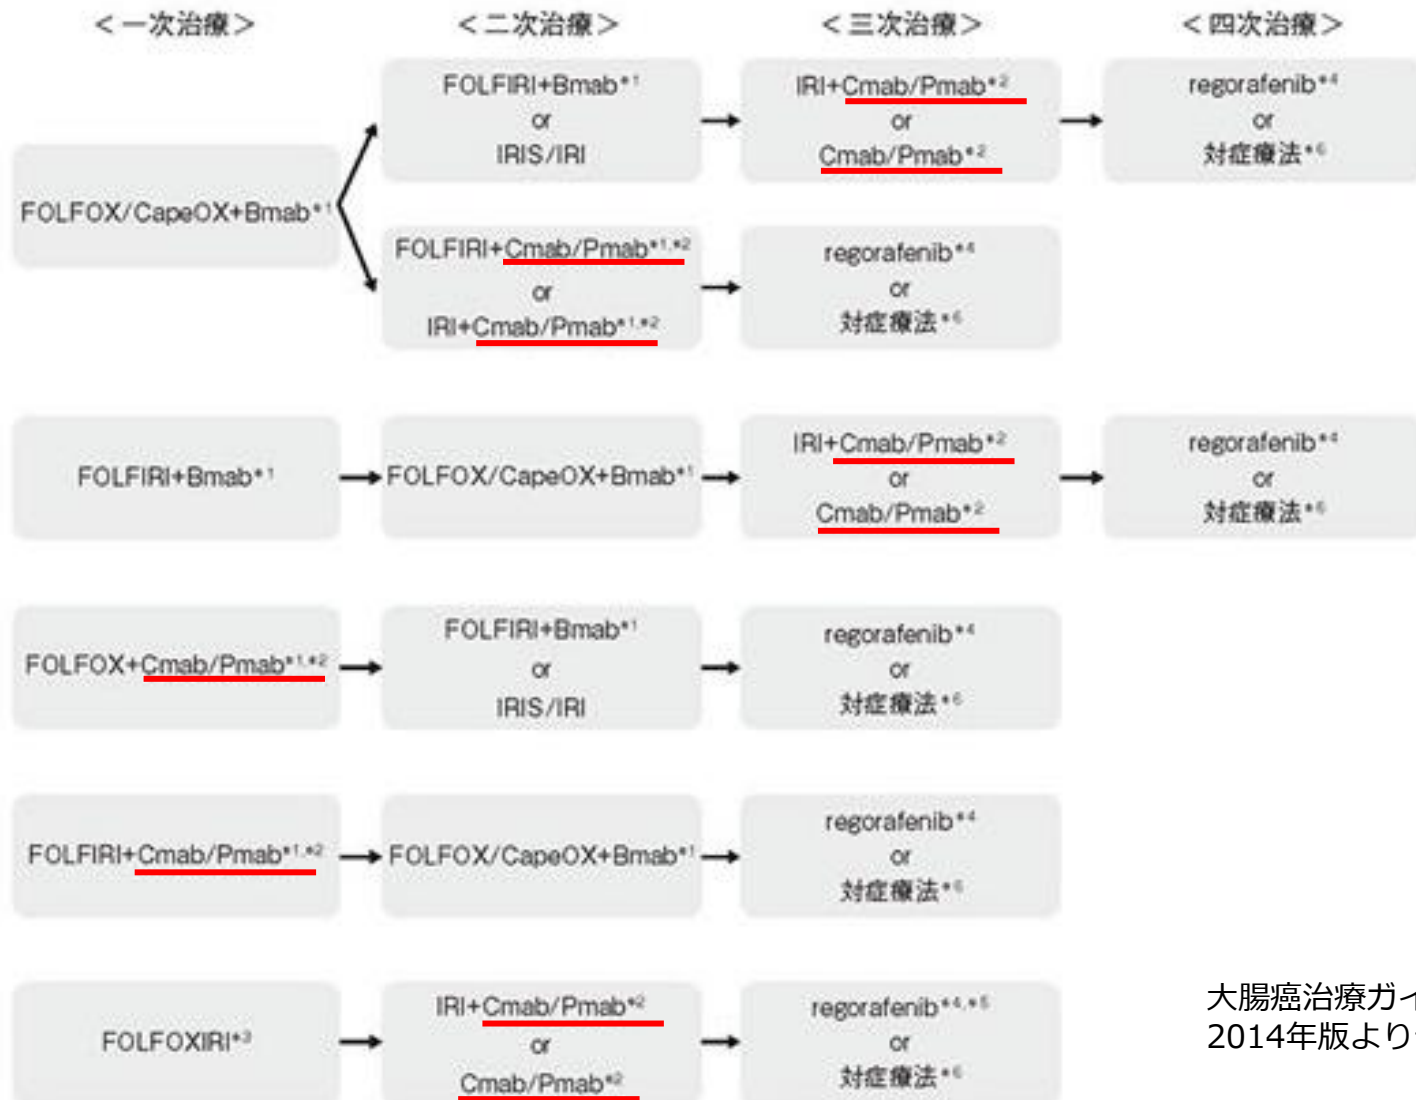 ＜一次治療＞
＜二次治療＞
＜三次治療＞
＜四次治療＞
FOLFOX/CapeOX+Bmab*1
FOLFIRI+Bmab*1
or
IRIS/IRI
IRI+Cmab/Pmab*2
or
Cmab/Pmab*2
regorafenib*4
or
対症療法*6
FOLFIRI+Cmab/Pmab*1,*2
or
IRI+Cmab/Pmab*1,*2
regorafenib*4
or
対症療法*6
FOLFIRI+Bmab*1
FOLFOX/CapeOX+Bmab*1
IRI+Cmab/Pmab*2
or
Cmab/Pmab*2
regorafenib*4
or
対症療法*6
FOLFOX+Cmab/Pmab*1,*2
FOLFIRI+Bmab*1
or
IRIS/IRI
regorafenib*4
or
対症療法*6
FOLFIRI+Cmab/Pmab*1,*2
FOLFOX/CapeOX+Bmab*1
regorafenib*4
or
対症療法*6
FOLFOXIRI*3
IRI+Cmab/Pmab*2
or
Cmab/Pmab*2
regorafenib*4,*5
or
対症療法*6
大腸癌治療ガイ
2014年版より